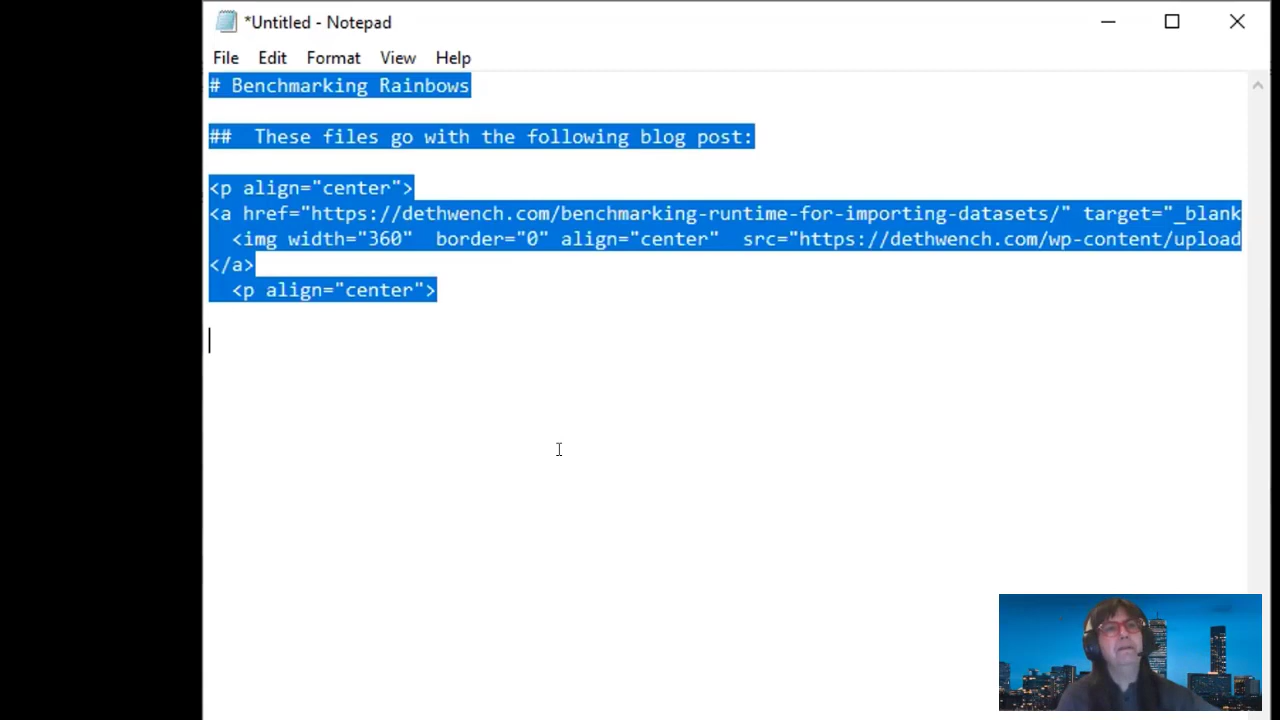 *Untitled - Notepad
File Edit Format View Help
# Benchmarking Rainbows
##  These files go with the following blog post:
<p align="center">
<a href="https://dethwench.com/benchmarking-runtime-for-importing-datasets/" target="_blank
  <img width="360"  border="0" align="center"  src="https://dethwench.com/wp-content/upload
</a>
  <p align="center">